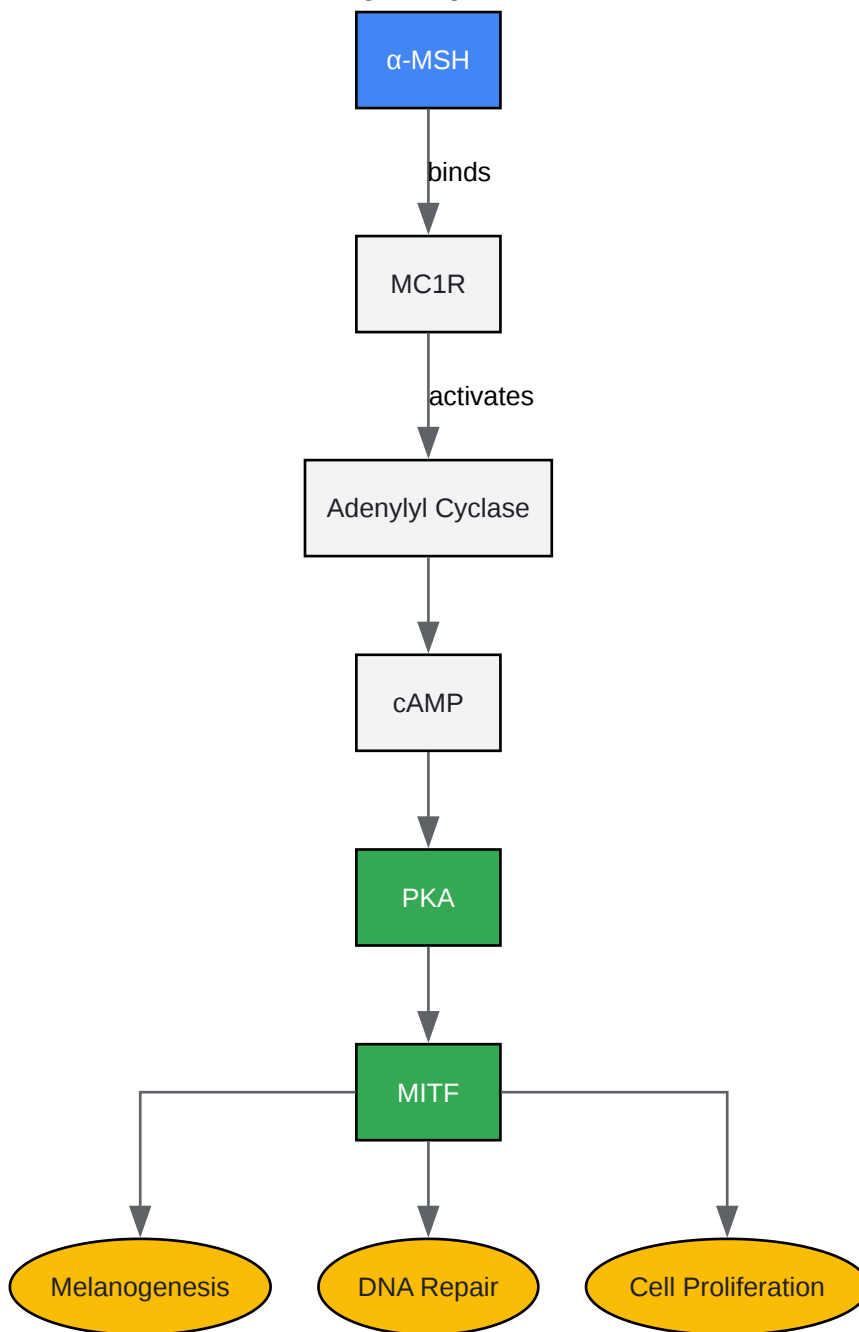 α-MSH
binds
MC1R
activates
Adenylyl Cyclase
cAMP
PKA
MITF
Melanogenesis
DNA Repair
Cell Proliferation